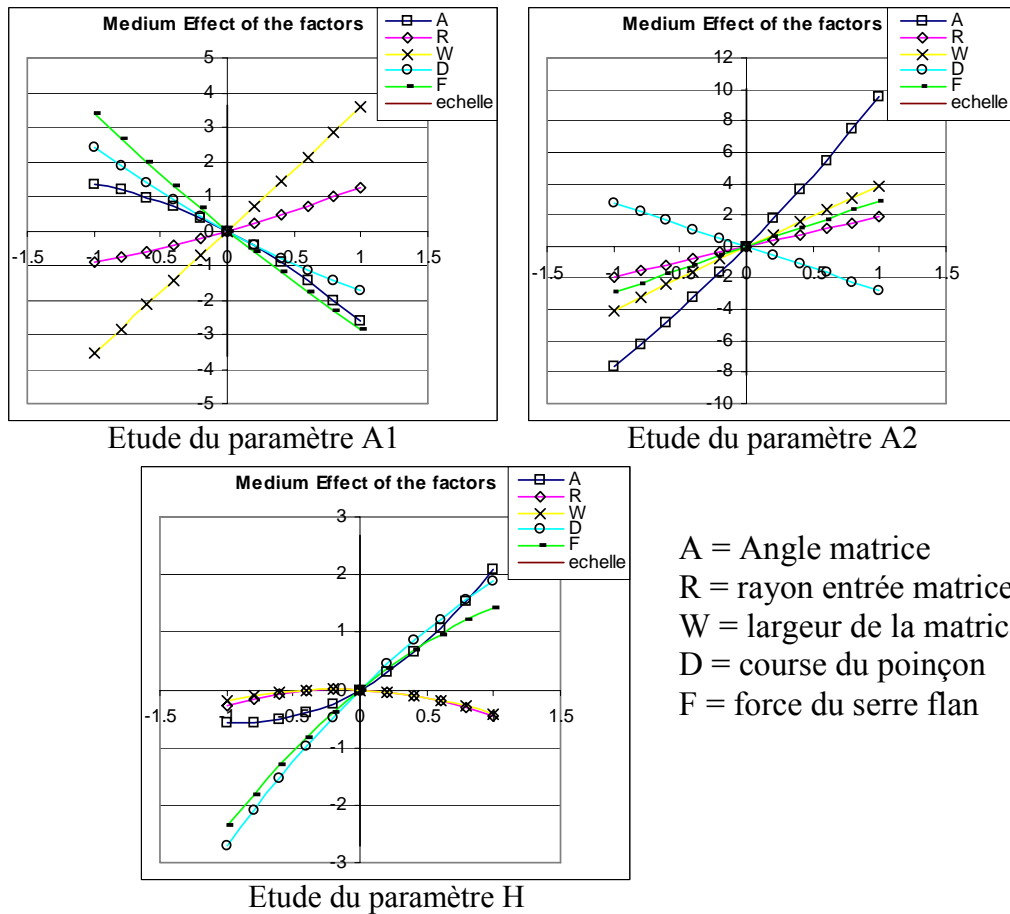 Medium Effect of the factors
A
R
W
D
F
echelle
5
4
3
2
1
0
-1
-2
-3
-4
-5
-1.5
-1
-0.5
0
0.5
1
1.5
Etude du paramètre A1
Medium Effect of the factors
A
R
W
D
F
echelle
12
10
8
6
4
2
0
-2
-4
-6
-8
-10
-1.5
-1
-0.5
0
0.5
1
1.5
Etude du paramètre A2
Medium Effect of the factors
A
R
W
D
F
echelle
3
2
1
0
-1
-2
-3
-1.5
-1
-0.5
0
0.5
1
1.5
Etude du paramètre H
A = Angle matrice
R = rayon entrée matrice
W = largeur de la matric
D = course du poinçon
F = force du serre flan